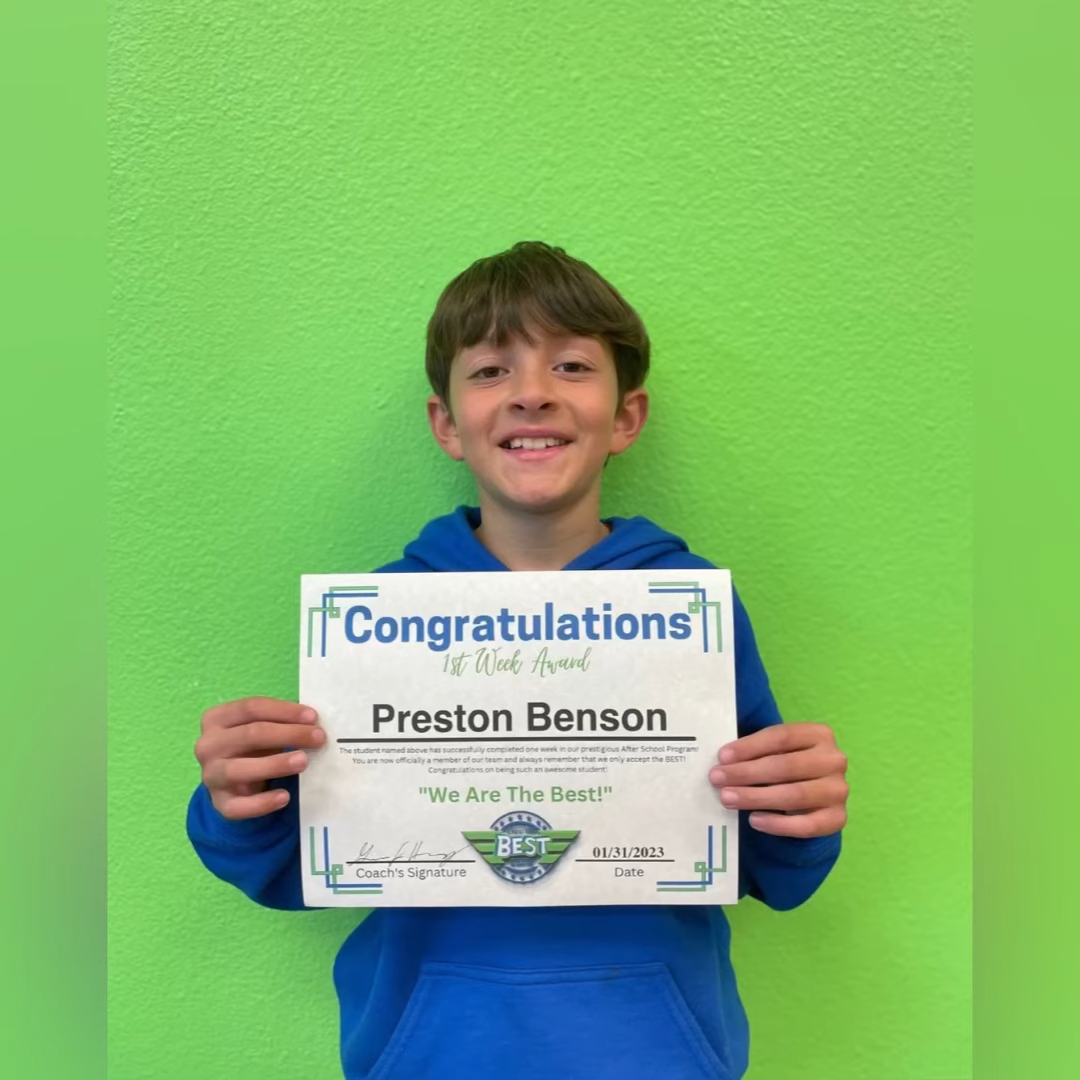 Congratulations
1st Week Award
Preston Benson
The student named above has successfully completed one week in our prestigious After School Program!
You are now officially a member of our team and always remember that we only accept the BEST!
Congratulations on being such an awesome student!
"We Are The Best!"
BEST
01/31/2023
Coach's Signature
Date